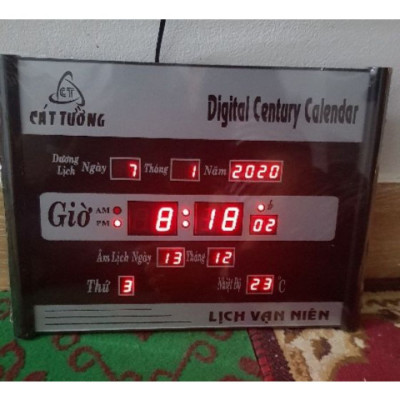 CT
CÁT TƯỜNG
Digital Century Calendar
Dương Lịch Ngày 7 Tháng 1 Năm 2020
Giờ AM PM 8:18 02
Âm Lịch Ngày 13 Tháng 12
Thứ 3 Nhiệt Độ 23 °C
LỊCH VẠN NIÊN